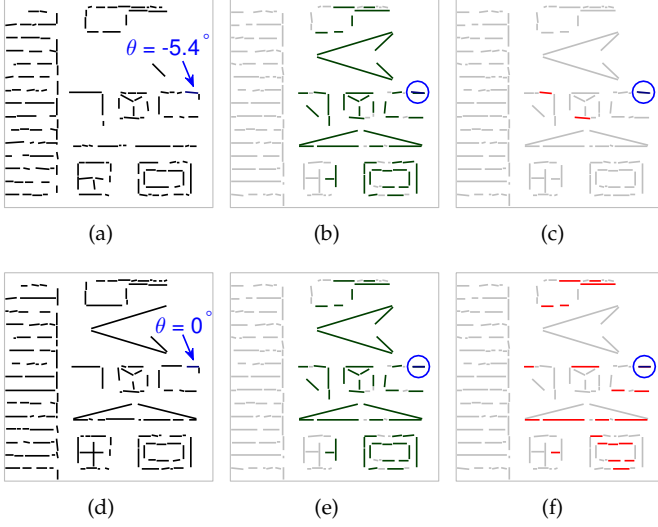 θ = -5.4°
(a) (b) (c)
θ = 0°
(d) (e) (f)